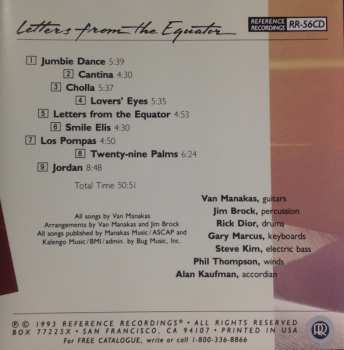 Letters from the Equator
REFERENCE
RECORDINGS
RR-56CD
1 Jumbie Dance 5:39
2 Cantina 4:30
3 Cholla 5:37
4 Lovers' Eyes 5:35
5 Letters from the Equator 4:53
6 Smile Elis 4:30
7 Los Pompas 4:50
8 Twenty-nine Palms 6:24
9 Jordan 8:48
Total Time 50:51
All songs by Van Manakas
Arrangements by Van Manakas and Jim Brock
All songs published by Manakas Music/ASCAP and
Kalengo Music/BMI/admin. by Bug Music, Inc.
Van Manakas, guitars
Jim Brock, percussion
Rick Dior, drums
Gary Marcus, keyboards
Steve Kim, electric bass
Phil Thompson, winds
Alan Kaufman, accordian
℗ © 1993 REFERENCE RECORDINGS® • ALL RIGHTS RESERVED
BOX 77225X • SAN FRANCISCO, CA 94107 • PRINTED IN USA
For FREE CATALOGUE, write or call 1-800-336-8866
RR